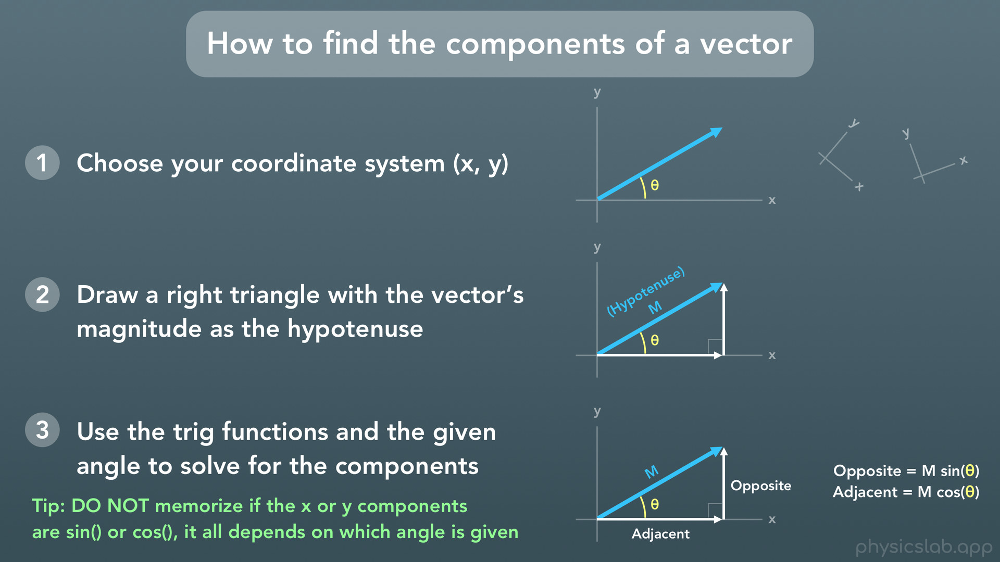 How to find the components of a vector
1
Choose your coordinate system (x, y)
y
θ
x
y
x
y
x
2
Draw a right triangle with the vector’s
magnitude as the hypotenuse
y
(Hypotenuse)
M
θ
x
3
Use the trig functions and the given
angle to solve for the components
Tip: DO NOT memorize if the x or y components
are sin() or cos(), it all depends on which angle is given
y
M
θ
Opposite
x
Adjacent
Opposite = M sin(θ)
Adjacent = M cos(θ)
physicslab.app